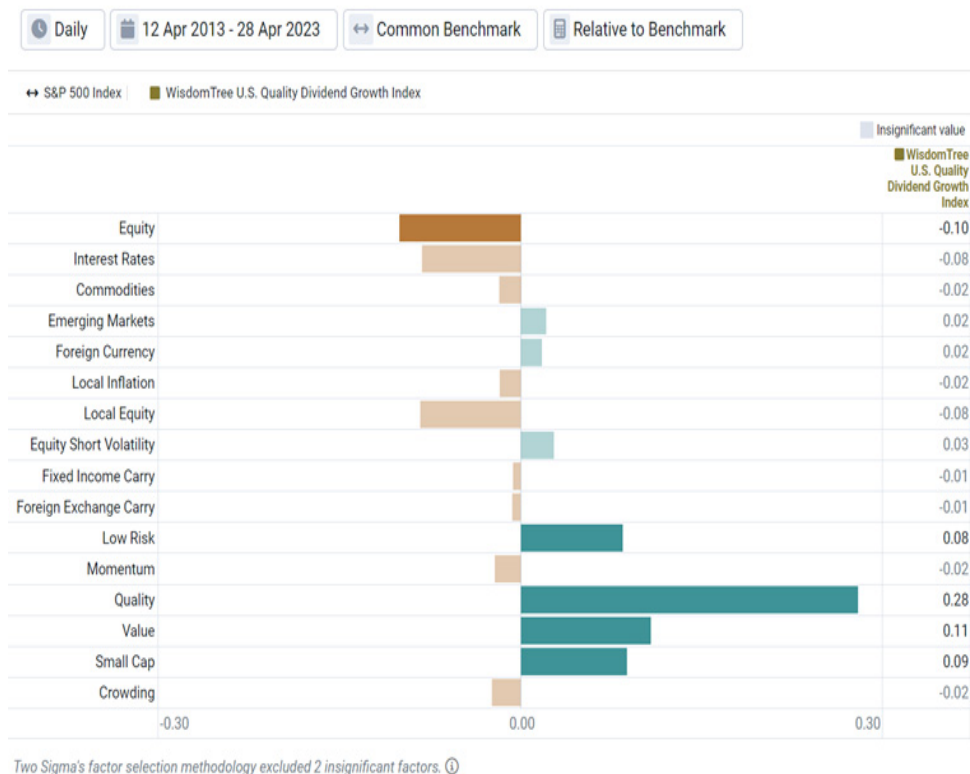 Daily
12 Apr 2013 - 28 Apr 2023
Common Benchmark
Relative to Benchmark
↔ S&P 500 Index
WisdomTree U.S. Quality Dividend Growth Index
Insignificant value
WisdomTree
U.S. Quality
Dividend Growth
Index
Equity -0.10
Interest Rates -0.08
Commodities -0.02
Emerging Markets 0.02
Foreign Currency 0.02
Local Inflation -0.02
Local Equity -0.08
Equity Short Volatility 0.03
Fixed Income Carry -0.01
Foreign Exchange Carry -0.01
Low Risk 0.08
Momentum -0.02
Quality 0.28
Value 0.11
Small Cap 0.09
Crowding -0.02
-0.30 0.00 0.30
Two Sigma's factor selection methodology excluded 2 insignificant factors.